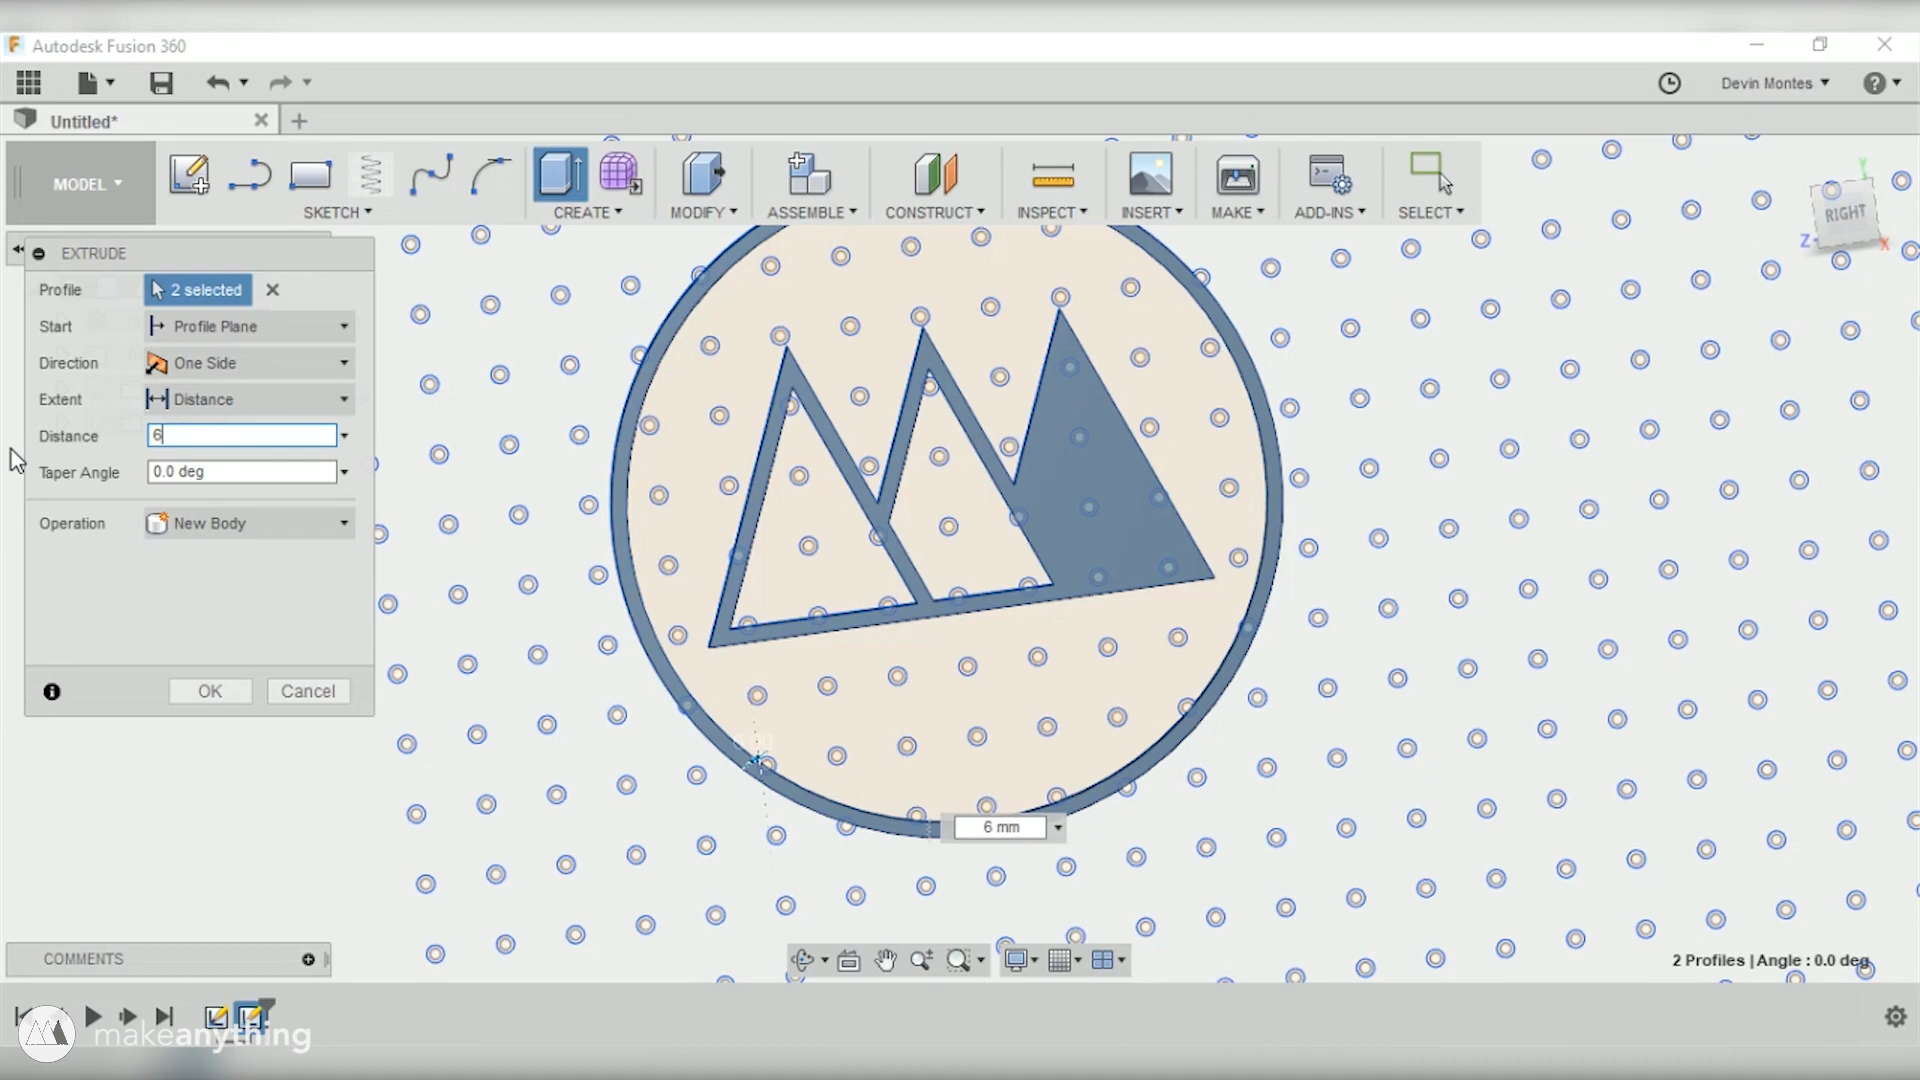 Autodesk Fusion 360
Devin Montes
Untitled*
MODEL
SKETCH
CREATE
MODIFY
ASSEMBLE
CONSTRUCT
INSPECT
INSERT
MAKE
ADD-INS
SELECT
Y
RIGHT
Z
X
EXTRUDE
Profile
2 selected
Start
Profile Plane
Direction
One Side
Extent
Distance
Distance
6
Taper Angle
0.0 deg
Operation
New Body
OK
Cancel
6 mm
COMMENTS
2 Profiles | Angle : 0.0 deg
makeanything